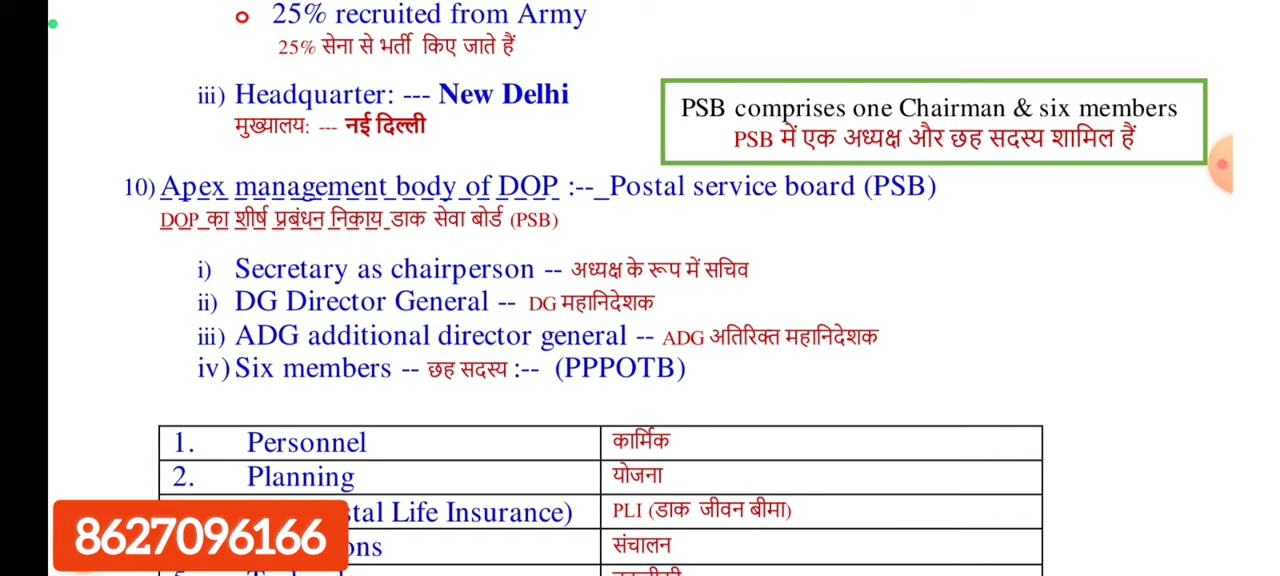 o 25% recruited from Army
25% सेना से भर्ती किए जाते हैं
iii) Headquarter: --- New Delhi
मुख्यालय: --- नई दिल्ली
PSB comprises one Chairman & six members
PSB में एक अध्यक्ष और छह सदस्य शामिल हैं
10) Apex management body of DOP :-- Postal service board (PSB)
DOP का शीर्ष प्रबंधन निकाय डाक सेवा बोर्ड (PSB)
i) Secretary as chairperson -- अध्यक्ष के रूप में सचिव
ii) DG Director General -- DG महानिदेशक
iii) ADG additional director general -- ADG अतिरिक्त महानिदेशक
iv) Six members -- छह सदस्य :-- (PPPOTB)
1. Personnel कार्मिक
2. Planning योजना
Life Insurance) PLI (डाक जीवन बीमा)
संचालन
8627096166